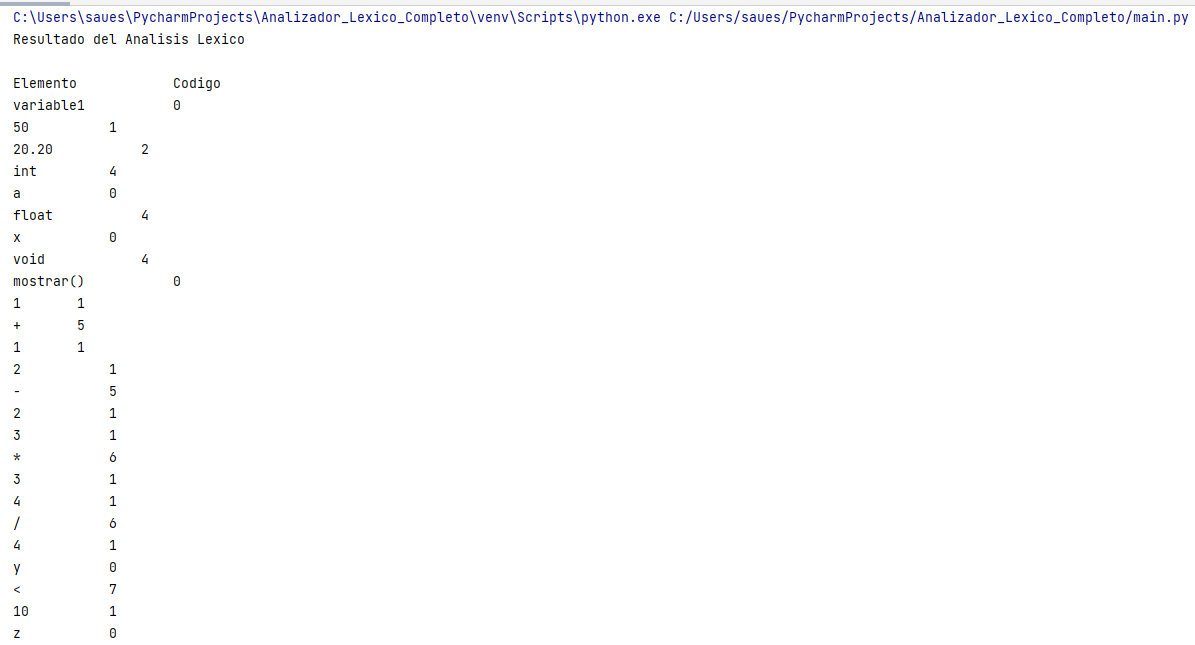 C:\Users\saues\PycharmProjects\Analizador_Lexico_Completo\venv\Scripts\python.exe C:/Users/saues/PycharmProjects/Analizador_Lexico_Completo/main.py
Resultado del Analisis Lexico
Elemento            Codigo
variable1           0
50          1
20.20           2
int         4
a           0
float           4
x           0
void            4
mostrar()           0
1       1
+       5
1       1
2           1
-           5
2           1
3           1
*           6
3           1
4           1
/           6
4           1
y           0
<           7
10          1
z           0